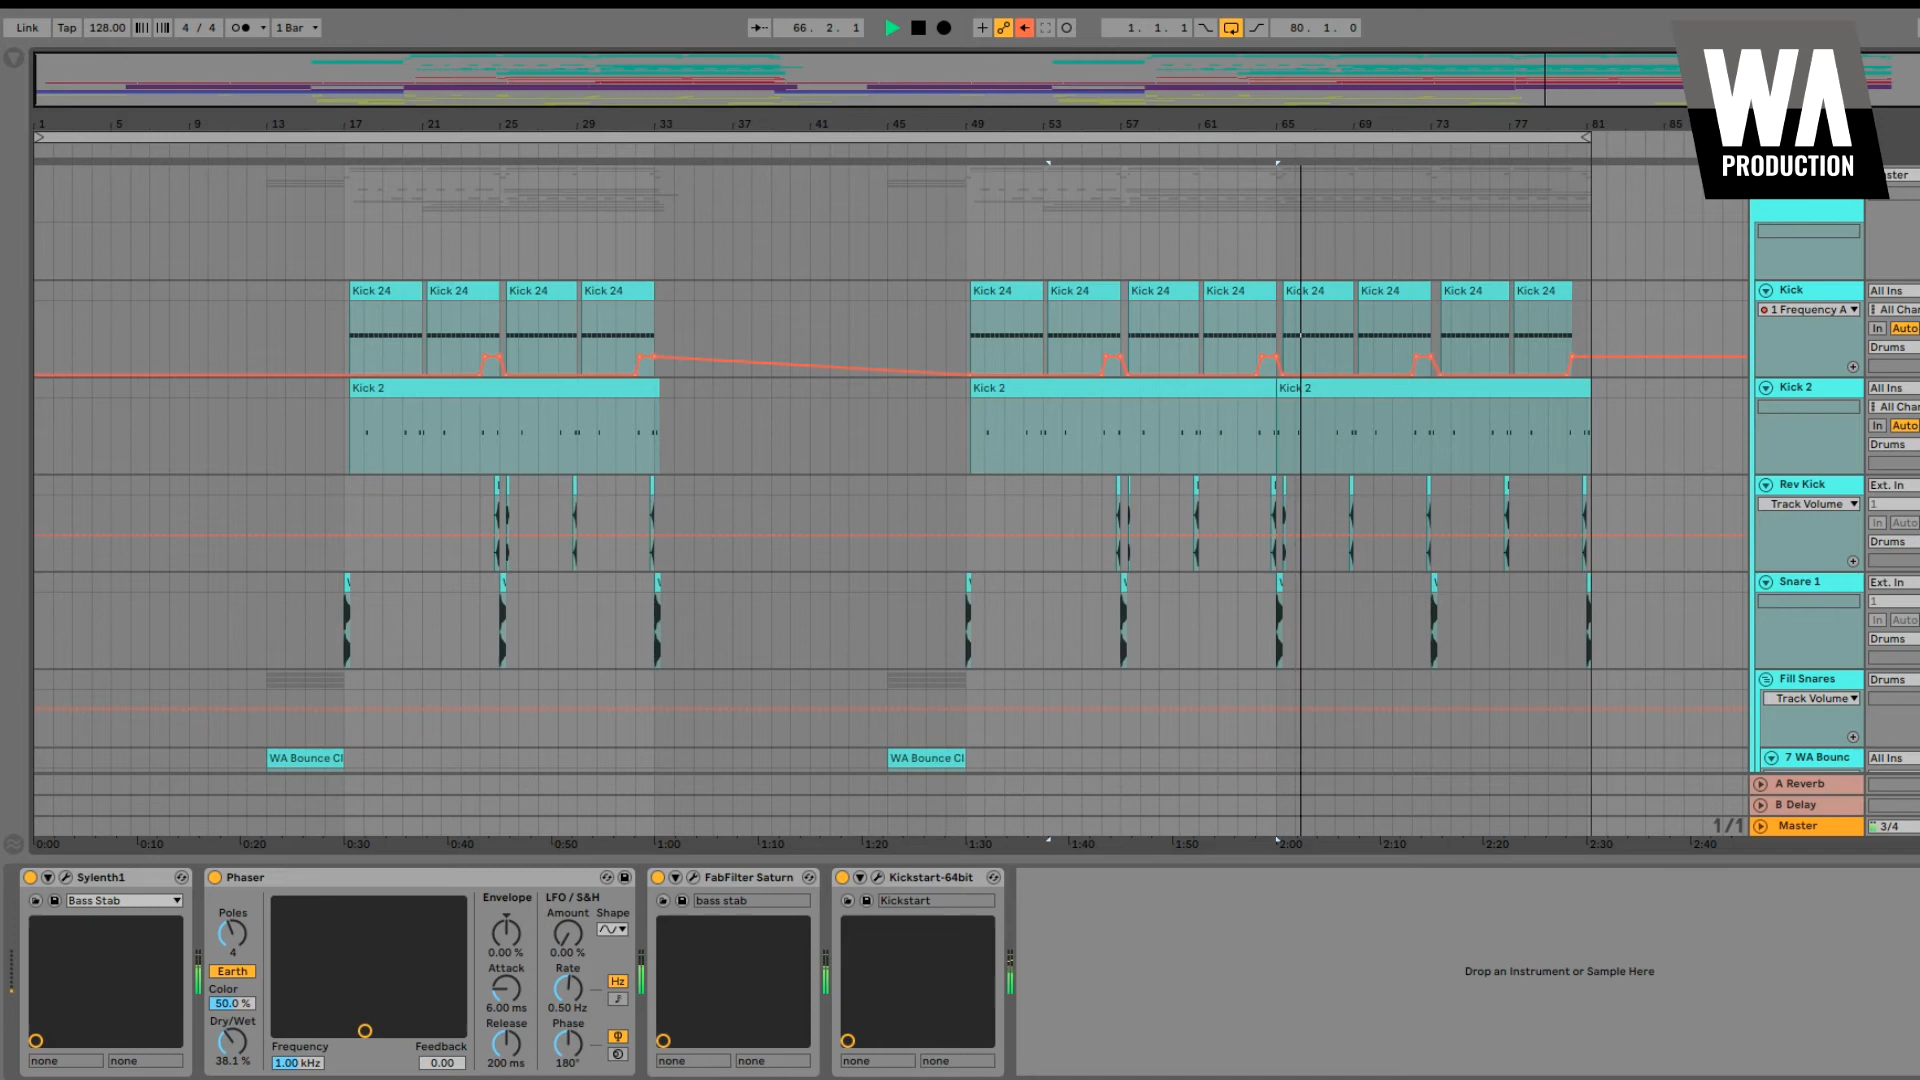 Link Tap 128.00 4 / 4 1 Bar 66. 2. 1 1. 1. 1 80. 1. 0
WA
PRODUCTION
1 5 9 13 17 21 25 29 33 37 41 45 49 53 57 61 65 69 73 77 81 85
ster
Kick 24 Kick 24 Kick 24 Kick 24 Kick 24 Kick 24 Kick 24 Kick 24 Kick 24 Kick 24 Kick 24 Kick 24 Kick All Ins
1 Frequency A All Cha
In Auto
Drums
Kick 2 Kick 2 Kick 2 Kick 2 All Ins
All Cha
In Auto
Drums
Rev Kick Ext. In
Track Volume 1
In Auto
Drums
Snare 1 Ext. In
1
In Auto
Drums
Fill Snares Drums
Track Volume
WA Bounce Cl WA Bounce Cl 7 WA Bounc All Ins
A Reverb
B Delay
1/1 Master 3/4
0:00 0:10 0:20 0:30 0:40 0:50 1:00 1:10 1:20 1:30 1:40 1:50 2:00 2:10 2:20 2:30 2:40
Sylenth1 Phaser FabFilter Saturn Kickstart-64bit
Bass Stab Envelope LFO / S&H bass stab Kickstart
Poles Amount Shape
4 0.00 % 0.00 %
Earth Attack Rate Hz
Color
50.0 % 6.00 ms 0.50 Hz
Dry/Wet Release Phase
Frequency Feedback
38.1 % 1.00 kHz 0.00 200 ms 180°
none none none none none none
Drop an Instrument or Sample Here